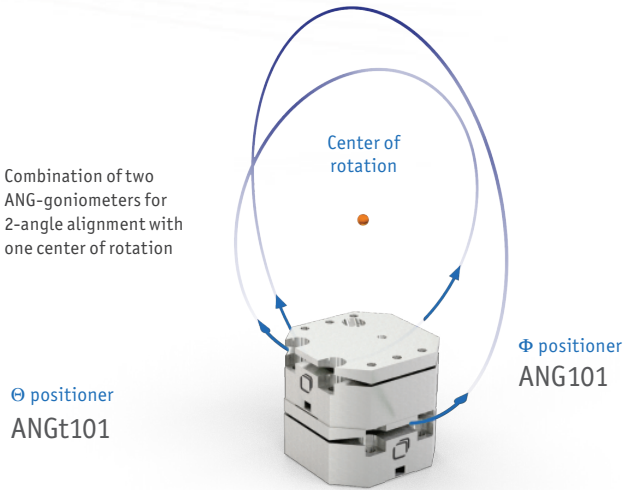 Center of
rotation
Combination of two
ANG-goniometers for
2-angle alignment with
one center of rotation
Φ positioner
ANG101
Θ positioner
ANGt101